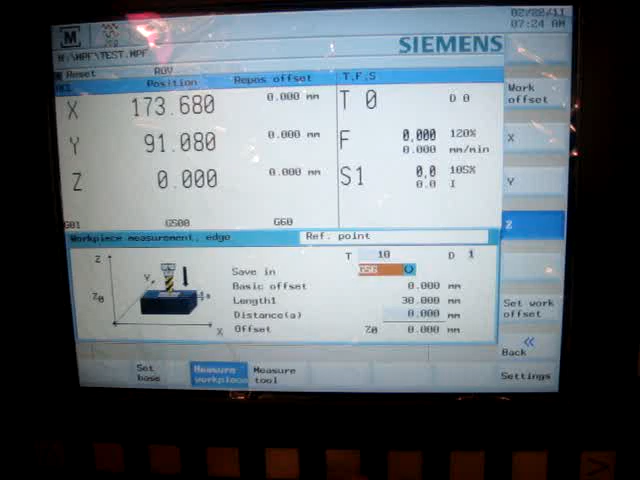 M
02/22/11
07:24 AM
M:\MPF\TEST.MPF
SIEMENS
Reset
ROV
Position Repos offset T,F,S
X 173.680 0.000 mm T 0 D 0
Y 91.080 0.000 mm F 0,000 120%
0.000 mm/min
Z 0.000 0.000 mm S1 0,0 105%
0.0 I
G01 G500 G60
Workpiece measurement, edge Ref. point
T 10 D 1
Save in G56
Basic offset 0.000 mm
Length1 30.000 mm
Distance(a) 0.000 mm
Offset Z0 0.000 mm
Z
Y
Z0
a
X
Work
offset
X
Y
Z
Set work
offset
«
Back
Set
base
Measure
workpiece
Measure
tool
Settings
>